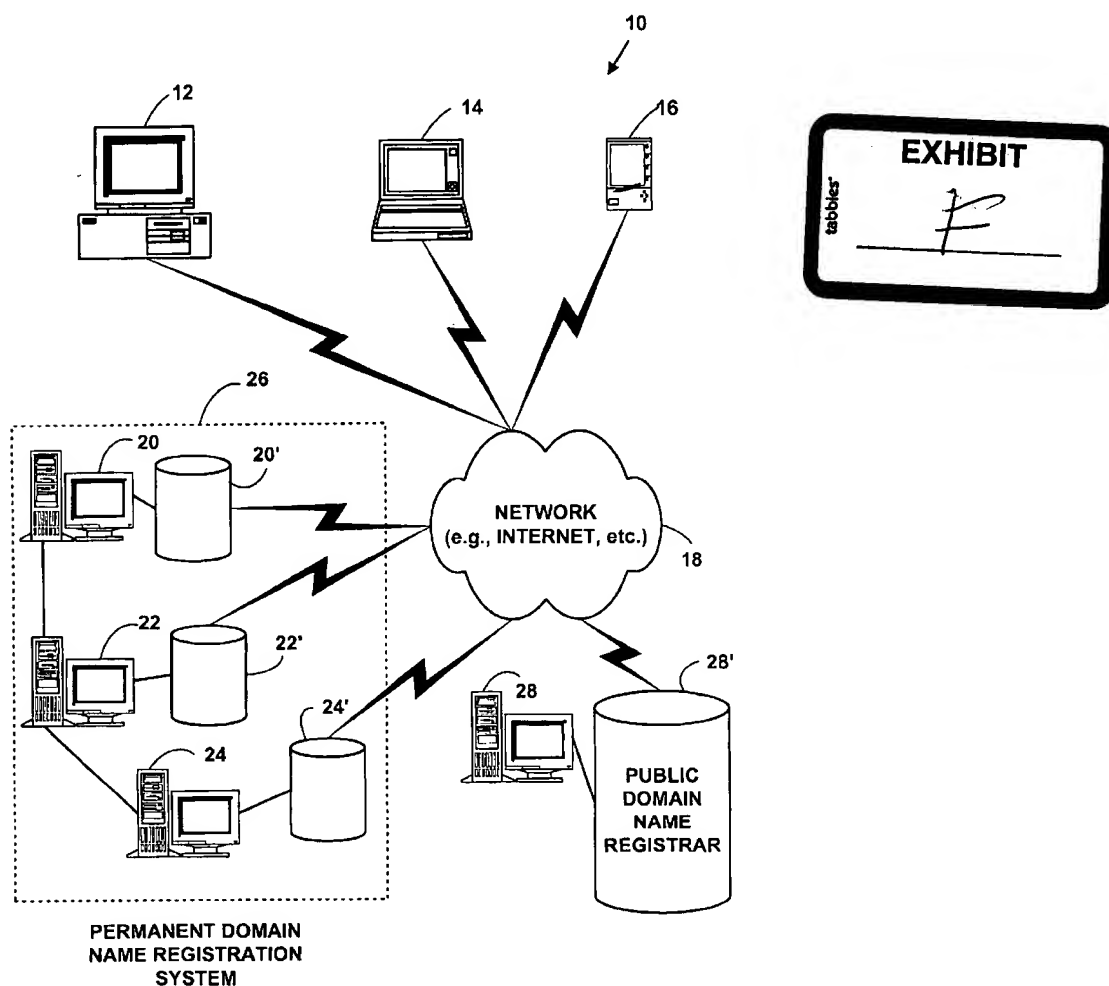 10
12
14
16
EXHIBIT
tabbies®
F
26
20
20'
NETWORK
(e.g., INTERNET, etc.)
18
22
22'
28
28'
24'
24
PUBLIC
DOMAIN
NAME
REGISTRAR
PERMANENT DOMAIN
NAME REGISTRATION
SYSTEM